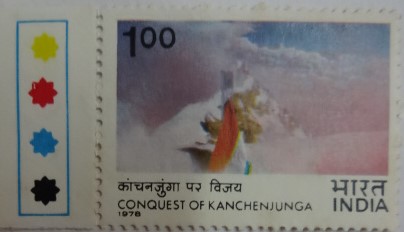 1.00
कांचनजुंगा पर विजय भारत
CONQUEST OF KANCHENJUNGA INDIA
1978